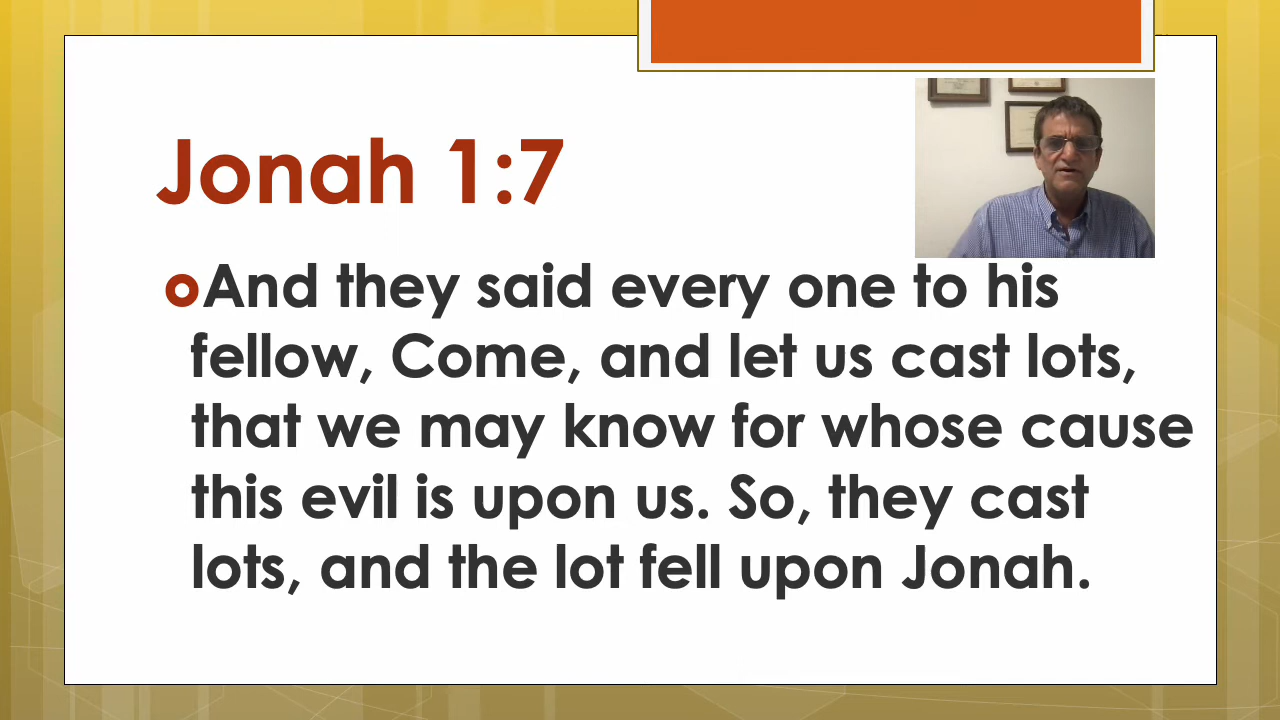 Jonah 1:7
And they said every one to his
fellow, Come, and let us cast lots,
that we may know for whose cause
this evil is upon us. So, they cast
lots, and the lot fell upon Jonah.